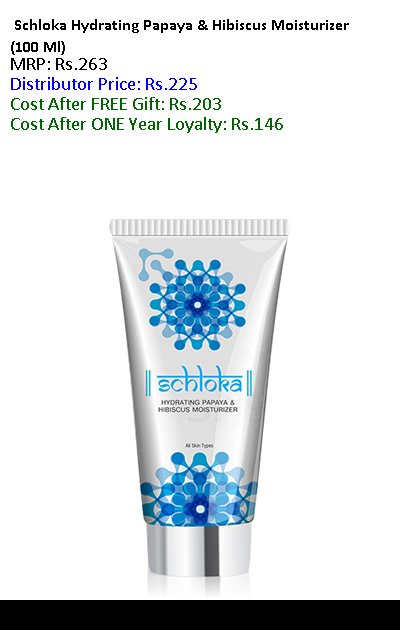 Schloka Hydrating Papaya & Hibiscus Moisturizer
(100 Ml)
MRP: Rs.263
Distributor Price: Rs.225
Cost After FREE Gift: Rs.203
Cost After ONE Year Loyalty: Rs.146
schloka
HYDRATING PAPAYA &
HIBISCUS MOISTURIZER
All Skin Types